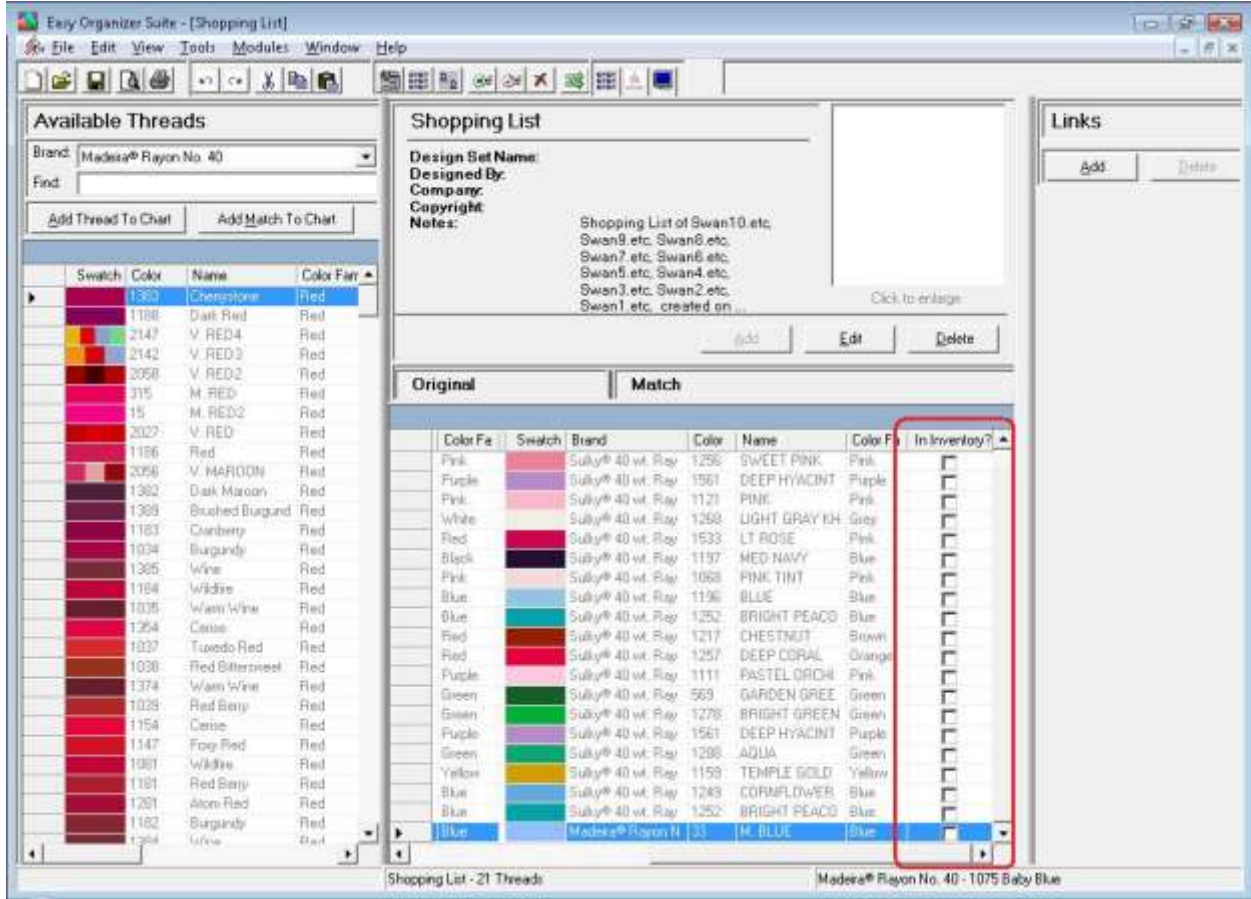 Easy Organizer Suite - [Shopping List]
File Edit View Tools Modules Window Help
Available Threads
Brand: Madeira® Rayon No. 40
Find:
Add Thread To Chart Add Match To Chart
Swatch Color Name Color Fam
1383 Cherrystone Red
1188 Dark Red Red
2147 V. RED4 Red
2142 V. RED3 Red
2058 V. RED2 Red
315 M. RED Red
15 M. RED2 Red
2027 V. RED Red
1186 Red Red
2056 V. MAROON Red
1382 Dark Maroon Red
1389 Brushed Burgund Red
1183 Cranberry Red
1034 Burgundy Red
1385 Wine Red
1184 Wildfire Red
1035 Warm Wine Red
1354 Cerise Red
1037 Tuxedo Red Red
1038 Red Bittersweet Red
1374 Warm Wine Red
1039 Red Berry Red
1154 Cerise Red
1147 Foxy Red Red
1081 Wildfire Red
1181 Red Berry Red
1281 Atom Red Red
1182 Burgundy Red
Shopping List
Design Set Name:
Designed By:
Company:
Copyright:
Notes: Shopping List of Swan10.etc,
Swan9.etc, Swan8.etc,
Swan7.etc, Swan6.etc,
Swan5.etc, Swan4.etc,
Swan3.etc, Swan2.etc,
Swan1.etc, created on ...
Click to enlarge
Add Edit Delete
Original Match
Color Fa Swatch Brand Color Name Color F In Inventory?
Pink Sulky® 40 wt. Ray 1256 SWEET PINK Pink
Purple Sulky® 40 wt. Ray 1561 DEEP HYACINT Purple
Pink Sulky® 40 wt. Ray 1121 PINK Pink
White Sulky® 40 wt. Ray 1268 LIGHT GRAY KH Grey
Red Sulky® 40 wt. Ray 1533 LT ROSE Pink
Black Sulky® 40 wt. Ray 1197 MED NAVY Blue
Pink Sulky® 40 wt. Ray 1068 PINK TINT Pink
Blue Sulky® 40 wt. Ray 1196 BLUE Blue
Blue Sulky® 40 wt. Ray 1252 BRIGHT PEACO Blue
Red Sulky® 40 wt. Ray 1217 CHESTNUT Brown
Red Sulky® 40 wt. Ray 1257 DEEP CORAL Orange
Purple Sulky® 40 wt. Ray 1111 PASTEL ORCHI Pink
Green Sulky® 40 wt. Ray 569 GARDEN GREE Green
Green Sulky® 40 wt. Ray 1278 BRIGHT GREEN Green
Purple Sulky® 40 wt. Ray 1561 DEEP HYACINT Purple
Green Sulky® 40 wt. Ray 1288 AQUA Green
Yellow Sulky® 40 wt. Ray 1159 TEMPLE GOLD Yellow
Blue Sulky® 40 wt. Ray 1249 CORNFLOWER Blue
Blue Sulky® 40 wt. Ray 1252 BRIGHT PEACO Blue
Blue Madeira® Rayon N 33 M. BLUE Blue
Links
Add Delete
Shopping List - 21 Threads
Madeira® Rayon No. 40 - 1075 Baby Blue